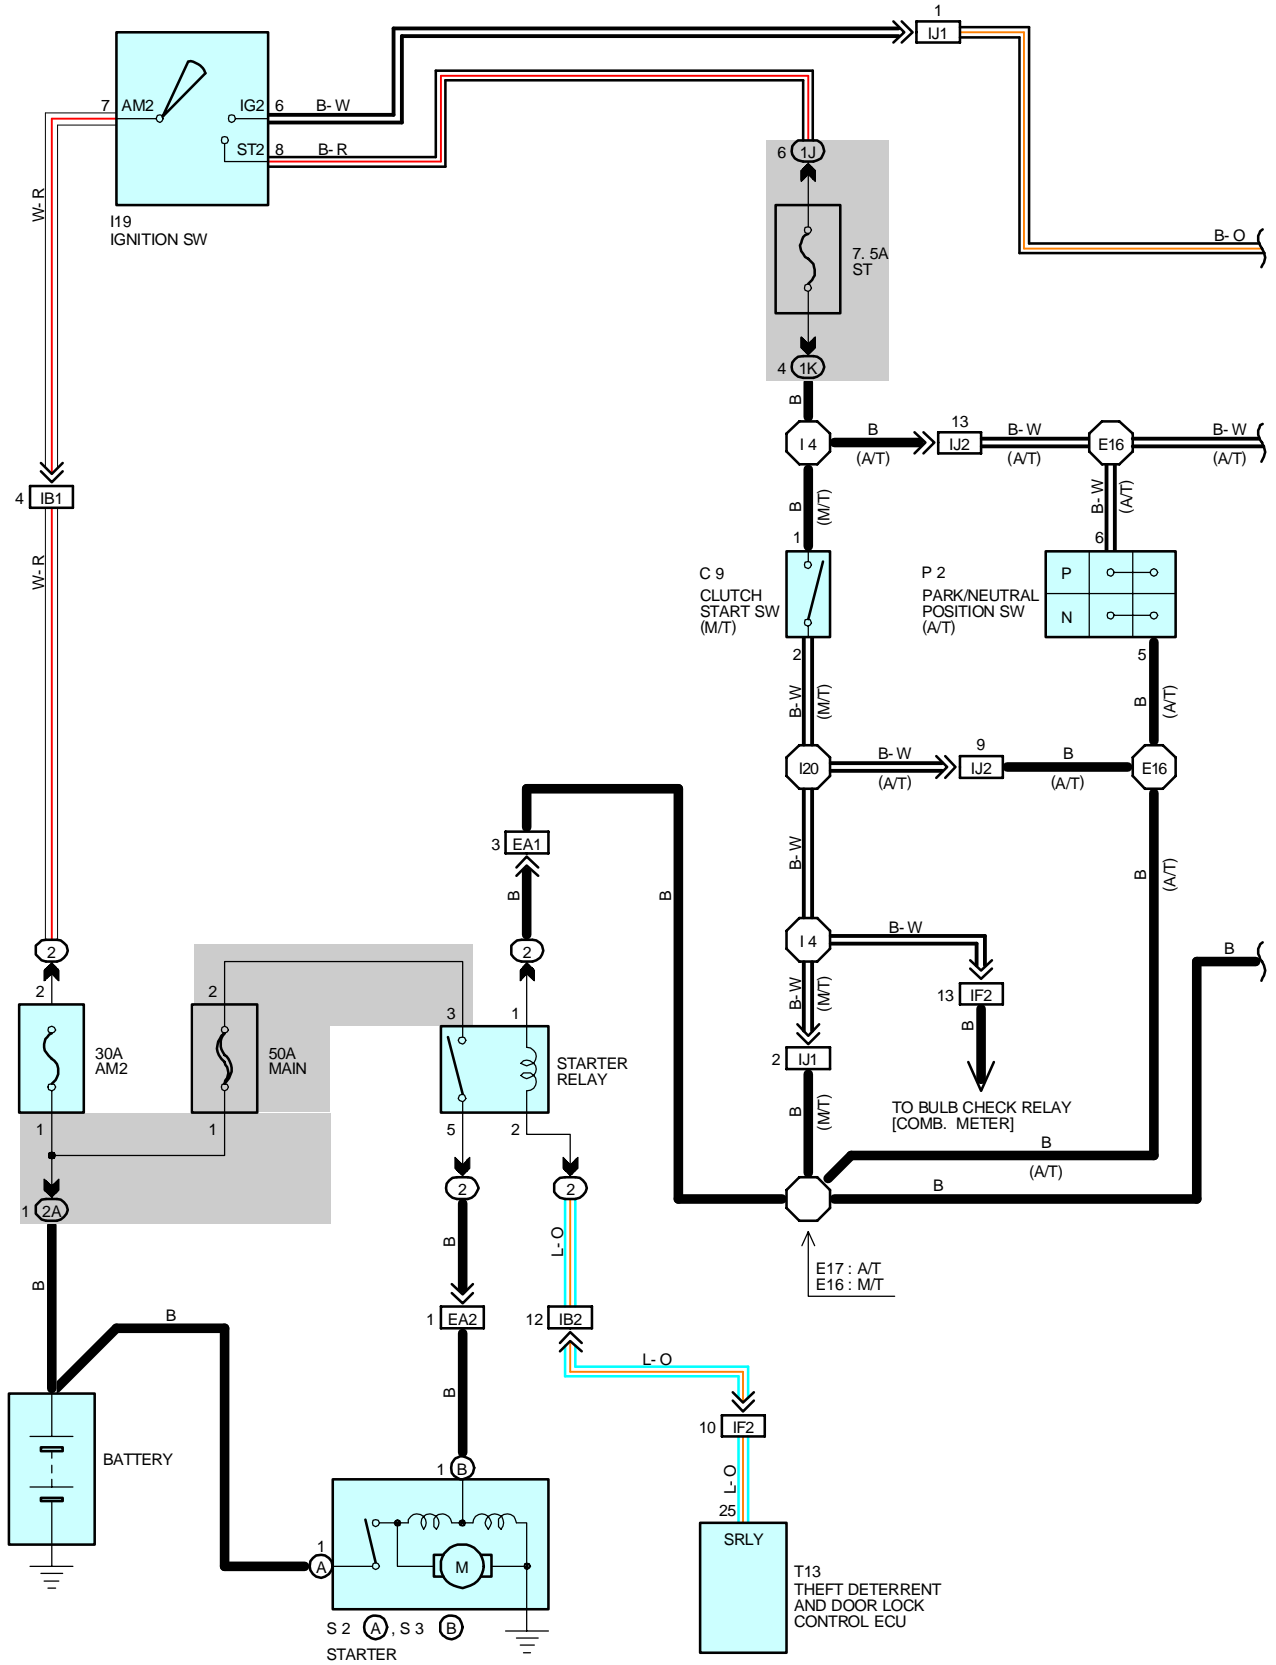 1
IJ1
7
AM2
IG2
6
B-W
ST2
8
B-R
6
1J
W-R
I19
IGNITION SW
B-O
7. 5A
ST
4
1K
B
I 4
B
(A/T)
13
IJ2
B-W
(A/T)
E16
B-W
(A/T)
4
IB1
B
(M/T)
B-W
(A/T)
1
6
W-R
C 9
CLUTCH
START SW
(M/T)
P 2
PARK/NEUTRAL
POSITION SW
(A/T)
P
N
2
5
B-W
(M/T)
B
(A/T)
I20
B-W
(A/T)
9
IJ2
B
(A/T)
E16
3
EA1
B-W
B
B
B
(A/T)
2
2
I 4
B-W
B
2
2
3
1
B-W
(M/T)
13
IF2
B
30A
AM2
50A
MAIN
STARTER
RELAY
2
IJ1
B
(M/T)
TO BULB CHECK RELAY
[COMB. METER]
1
1
5
2
B
(A/T)
2
2
B
1
2A
B
L-O
E17 : A/T
E16 : M/T
B
B
1
EA2
12
IB2
L-O
B
10
IF2
BATTERY
1
B
L-O
25
SRLY
1
A
M
T13
THEFT DETERRENT
AND DOOR LOCK
CONTROL ECU
S 2 A , S 3 B
STARTER